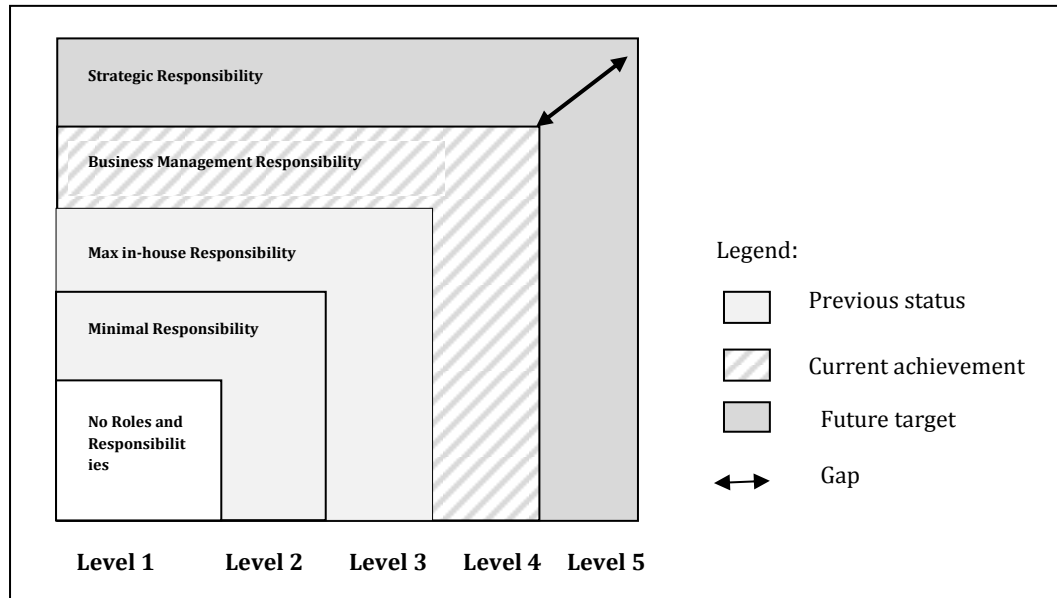 Strategic Responsibility
Business Management Responsibility
Max in-house Responsibility
Minimal Responsibility
No Roles and
Responsibilit
ies
Level 1 Level 2 Level 3 Level 4 Level 5
Legend:
Previous status
Current achievement
Future target
Gap